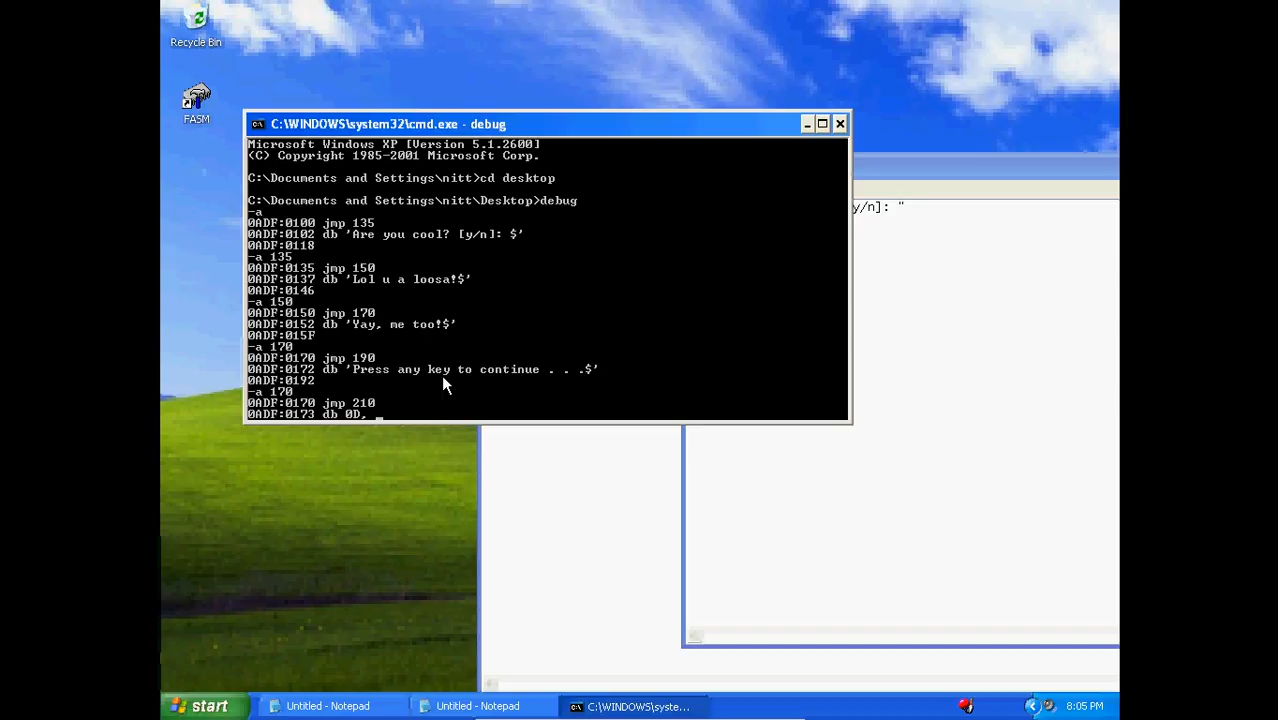 Recycle Bin
FASM
C:\WINDOWS\system32\cmd.exe - debug
Microsoft Windows XP [Version 5.1.2600]
(C) Copyright 1985-2001 Microsoft Corp.
C:\Documents and Settings\nitt>cd desktop
C:\Documents and Settings\nitt\Desktop>debug
-a
0ADF:0100 jmp 135
0ADF:0102 db 'Are you cool? [y/n]: $'
0ADF:0118
-a 135
0ADF:0135 jmp 150
0ADF:0137 db 'Lol u a loosa!$'
0ADF:0146
-a 150
0ADF:0150 jmp 170
0ADF:0152 db 'Yay, me too!$'
0ADF:015F
-a 170
0ADF:0170 jmp 190
0ADF:0172 db 'Press any key to continue . . .$'
0ADF:0192
-a 170
0ADF:0170 jmp 210
0ADF:0173 db 0D, _
y/n]: "
start
Untitled - Notepad
Untitled - Notepad
C:\WINDOWS\syste...
8:05 PM